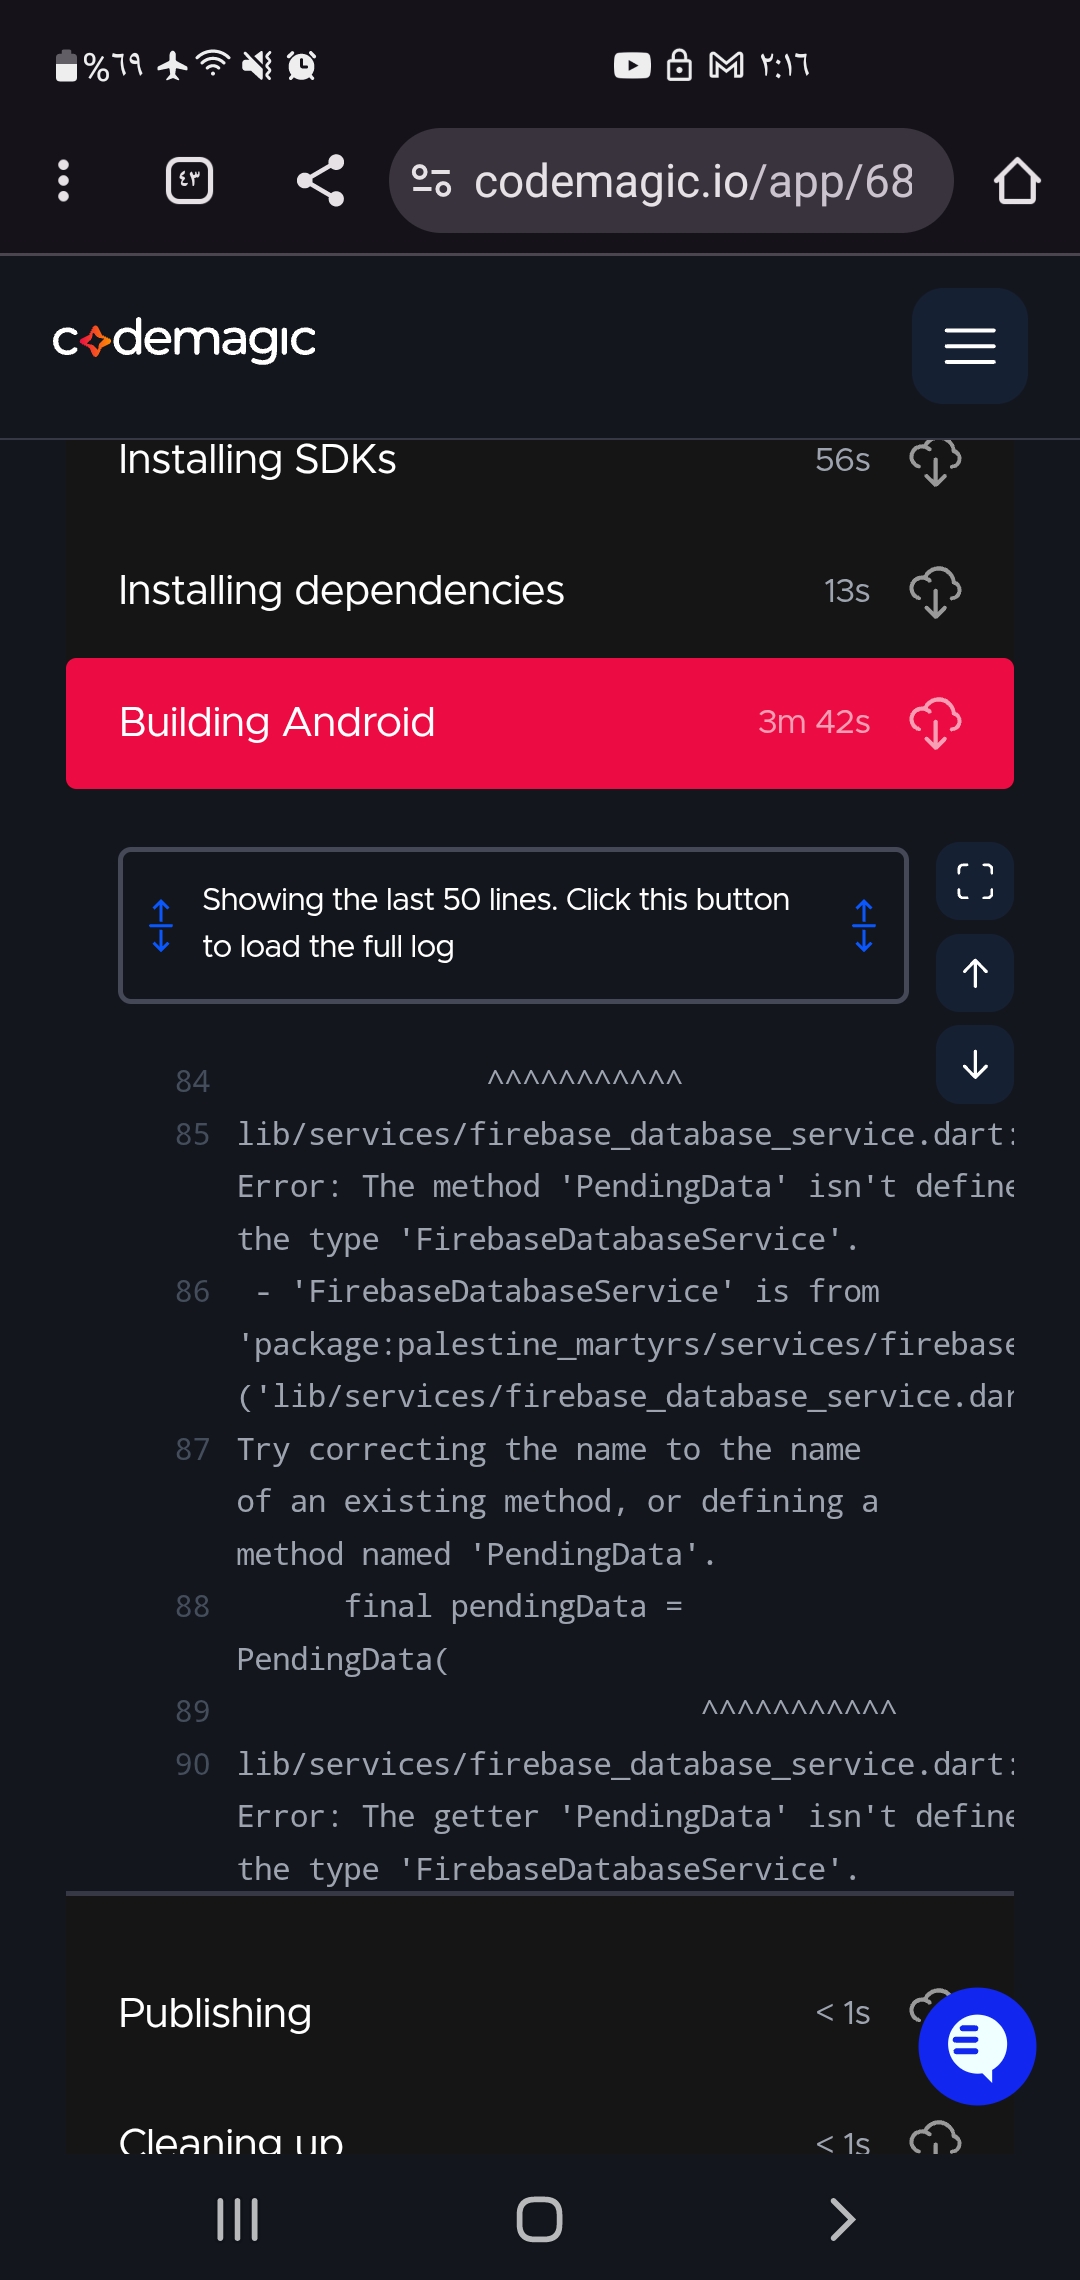 %٦٩
٢:١٦
٤٣
codemagic.io/app/68
codemagic
Installing SDKs 56s
Installing dependencies 13s
Building Android 3m 42s
Showing the last 50 lines. Click this button
to load the full log
84 ^^^^^^^^^^^
85 lib/services/firebase_database_service.dart:
Error: The method 'PendingData' isn't define
the type 'FirebaseDatabaseService'.
86 - 'FirebaseDatabaseService' is from
'package:palestine_martyrs/services/firebase
('lib/services/firebase_database_service.dar
87 Try correcting the name to the name
of an existing method, or defining a
method named 'PendingData'.
88 final pendingData =
PendingData(
89 ^^^^^^^^^^^
90 lib/services/firebase_database_service.dart:
Error: The getter 'PendingData' isn't define
the type 'FirebaseDatabaseService'.
Publishing < 1s
Cleaning up < 1s